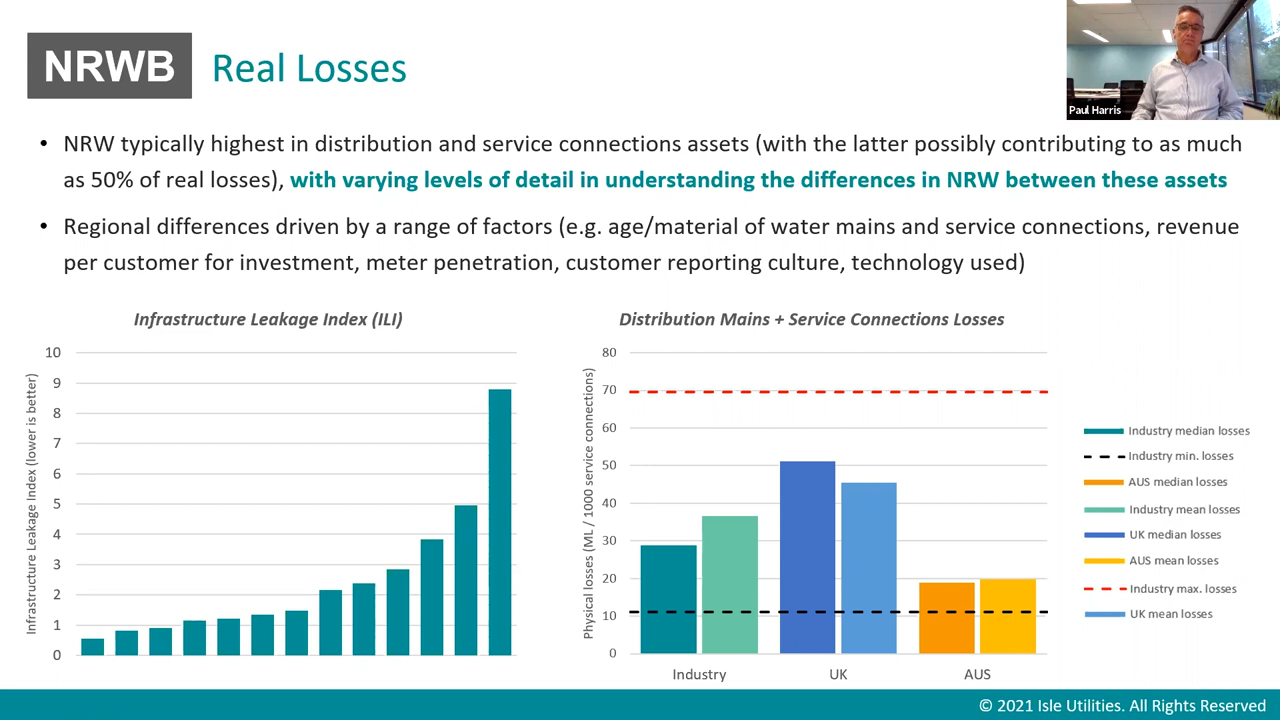 NRWB Real Losses
Paul Harris
• NRW typically highest in distribution and service connections assets (with the latter possibly contributing to as much
as 50% of real losses), with varying levels of detail in understanding the differences in NRW between these assets
• Regional differences driven by a range of factors (e.g. age/material of water mains and service connections, revenue
per customer for investment, meter penetration, customer reporting culture, technology used)
Infrastructure Leakage Index (ILI)
Infrastructure Leakage Index (lower is better)
10
9
8
7
6
5
4
3
2
1
0
Distribution Mains + Service Connections Losses
Physical losses (ML / 1000 service connections)
80
70
60
50
40
30
20
10
0
Industry
UK
AUS
Industry median losses
Industry min. losses
AUS median losses
Industry mean losses
UK median losses
AUS mean losses
Industry max. losses
UK mean losses
© 2021 Isle Utilities. All Rights Reserved